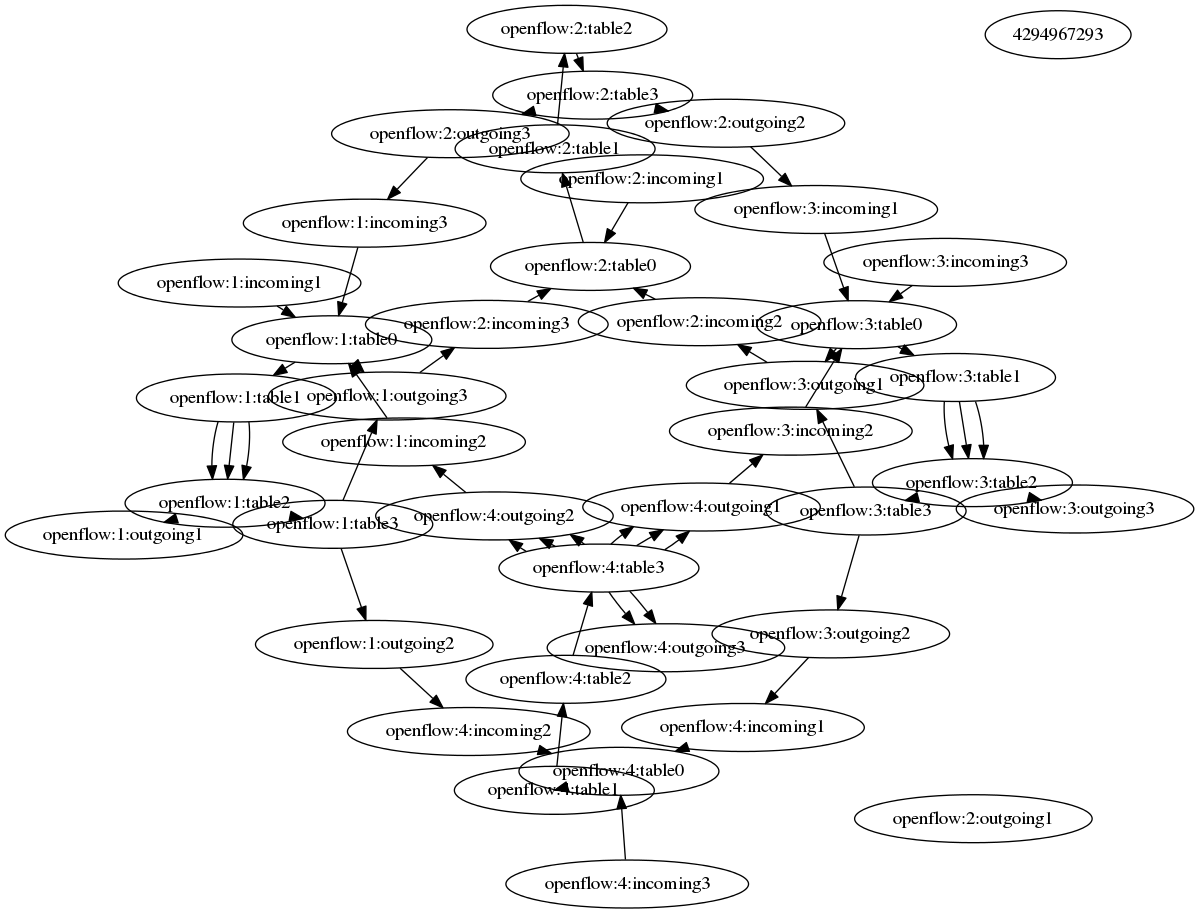 openflow:2:table2
4294967293
openflow:2:table3
openflow:2:outgoing2
openflow:2:outgoing3
openflow:2:table1
openflow:2:incoming1
openflow:3:incoming1
openflow:1:incoming3
openflow:3:incoming3
openflow:2:table0
openflow:1:incoming1
openflow:2:incoming3
openflow:2:incoming2
openflow:3:table0
openflow:1:table0
openflow:3:table1
openflow:3:outgoing1
openflow:1:table1
openflow:1:outgoing3
openflow:3:incoming2
openflow:1:incoming2
openflow:3:table2
openflow:1:table2
openflow:4:outgoing1
openflow:3:outgoing3
openflow:3:table3
openflow:4:outgoing2
openflow:1:table3
openflow:1:outgoing1
openflow:4:table3
openflow:3:outgoing2
openflow:1:outgoing2
openflow:4:outgoing3
openflow:4:table2
openflow:4:incoming1
openflow:4:incoming2
openflow:4:table0
openflow:4:table1
openflow:2:outgoing1
openflow:4:incoming3